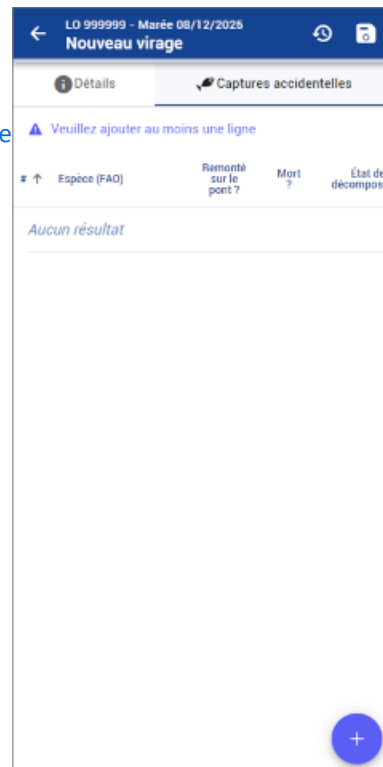 LO 999999 - Marée 08/12/2025
Nouveau virage
Détails
Captures accidentelles
e
Veuillez ajouter au moins une ligne
# ↑ Espèce (FAO) Remonté sur le pont ? Mort ? État de décompos
Aucun résultat
+